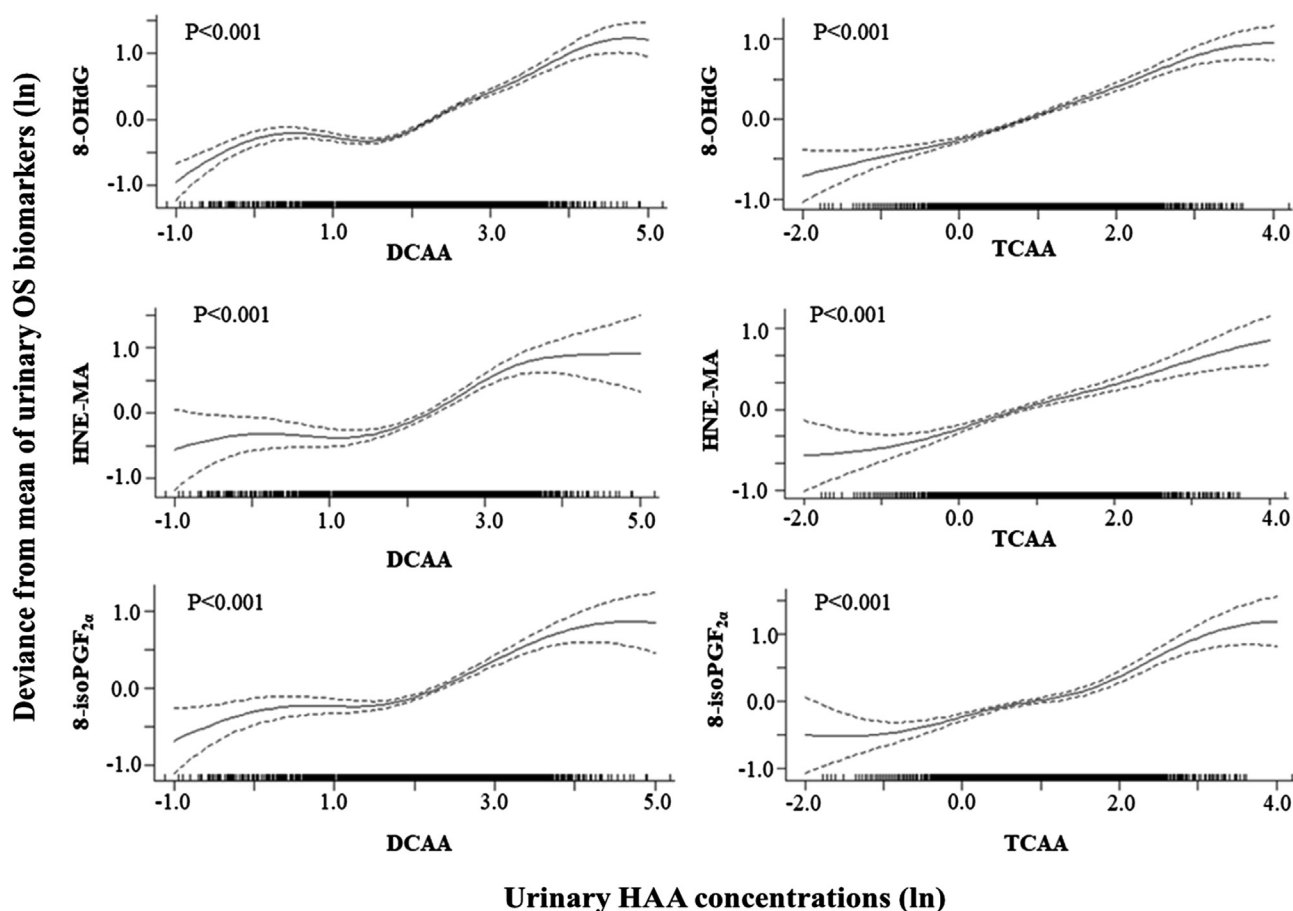 Deviance from mean of urinary OS biomarkers (ln)
P<0.001
8-OHdG
1.0
0.0
-1.0
-1.0 1.0 3.0 5.0
DCAA
P<0.001
8-OHdG
1.0
0.0
-1.0
-2.0 0.0 2.0 4.0
TCAA
P<0.001
HNE-MA
1.0
0.0
-1.0
-1.0 1.0 3.0 5.0
DCAA
P<0.001
HNE-MA
1.0
0.0
-1.0
-2.0 0.0 2.0 4.0
TCAA
P<0.001
8-isoPGF₂α
1.0
0.0
-1.0
-1.0 1.0 3.0 5.0
DCAA
P<0.001
8-isoPGF₂α
1.0
0.0
-1.0
-2.0 0.0 2.0 4.0
TCAA
Urinary HAA concentrations (ln)